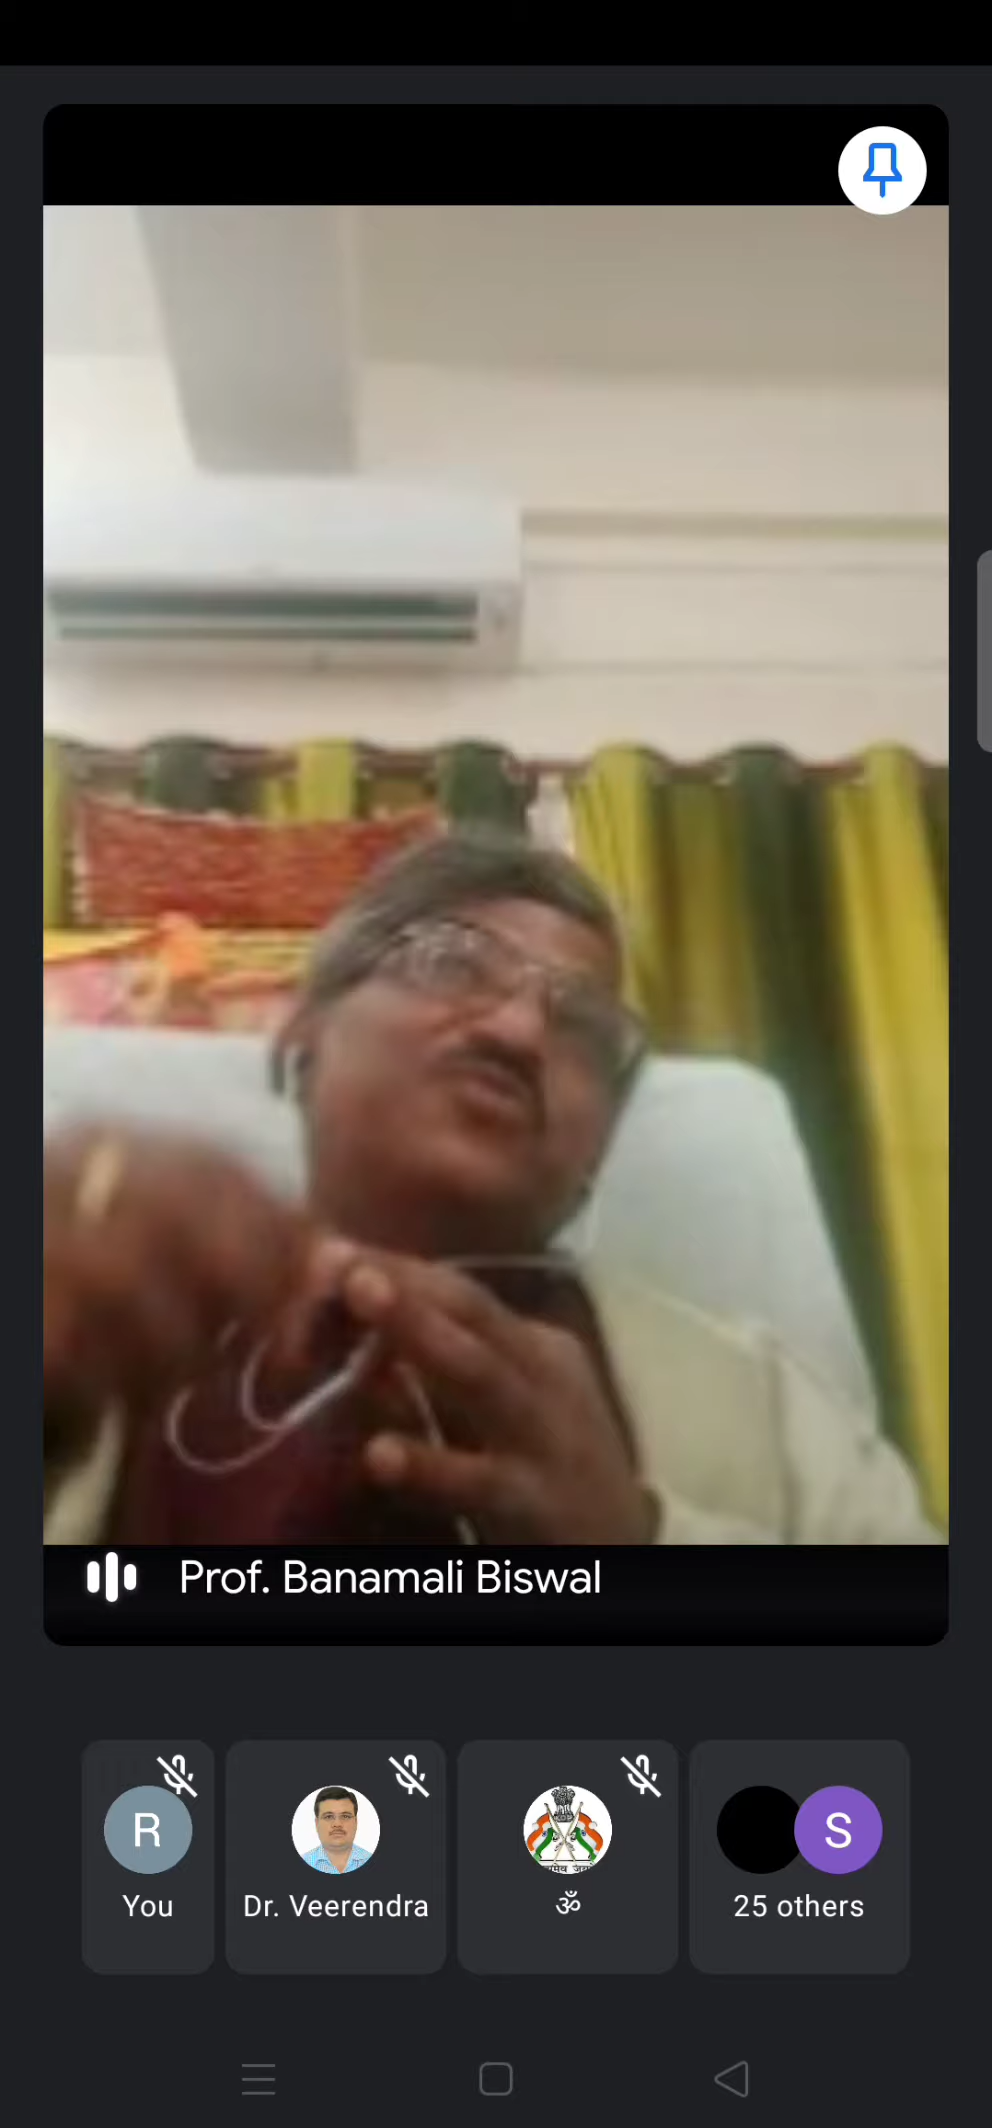 Prof. Banamali Biswal
R
You
Dr. Veerendra
ॐ
S
25 others